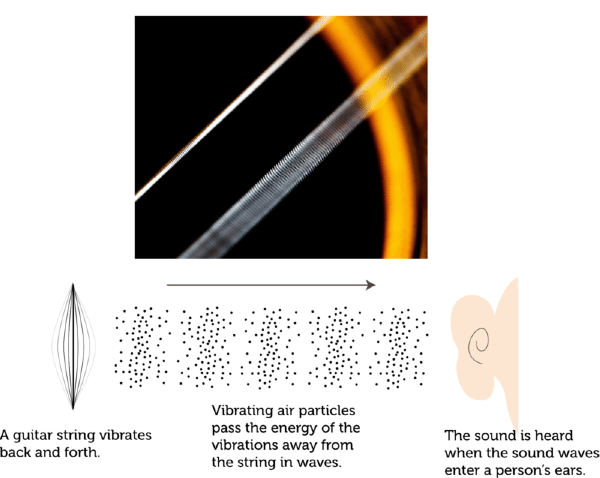 A guitar string vibrates
back and forth.
Vibrating air particles
pass the energy of the
vibrations away from
the string in waves.
The sound is heard
when the sound waves
enter a person's ears.